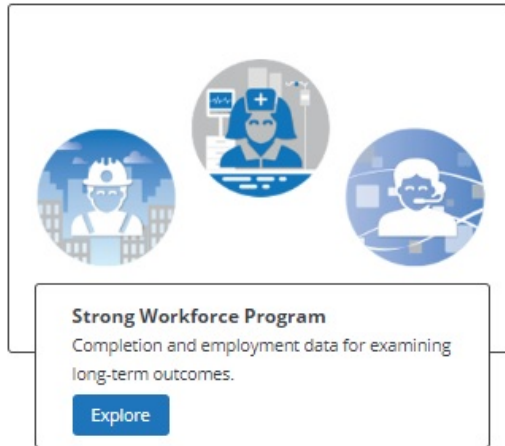 Strong Workforce Program
Completion and employment data for examining
long-term outcomes.
Explore